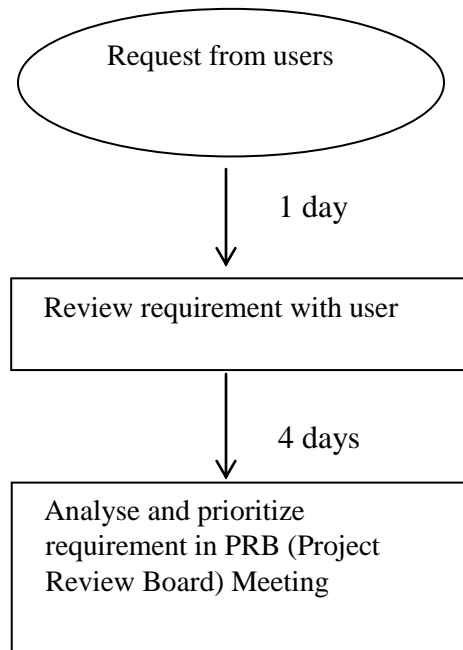 Request from users
1 day
Review requirement with user
4 days
Analyse and prioritize
requirement in PRB (Project
Review Board) Meeting